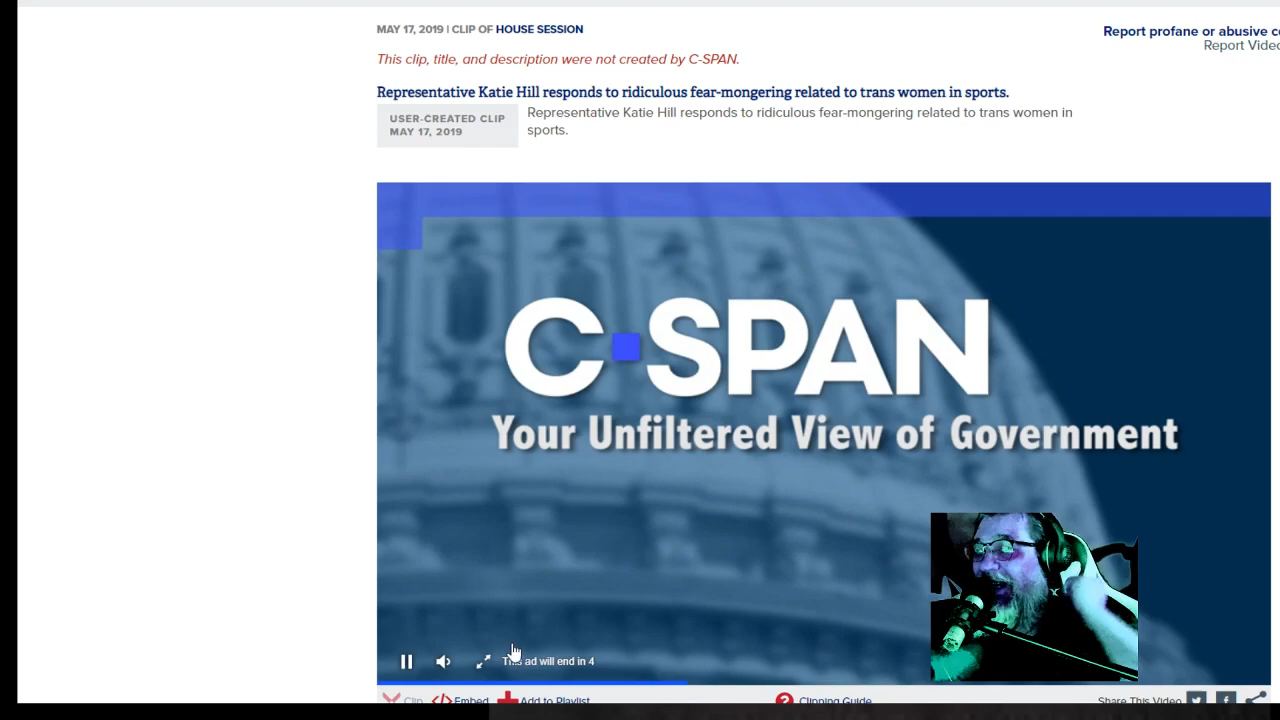 MAY 17, 2019 | CLIP OF HOUSE SESSION
Report profane or abusive c
Report Vide
This clip, title, and description were not created by C-SPAN.
Representative Katie Hill responds to ridiculous fear-mongering related to trans women in sports.
USER-CREATED CLIP
MAY 17, 2019
Representative Katie Hill responds to ridiculous fear-mongering related to trans women in
sports.
C·SPAN
Your Unfiltered View of Government
This ad will end in 4
Clip
Embed
Add to Playlist
Clipping Guide
Share This Video